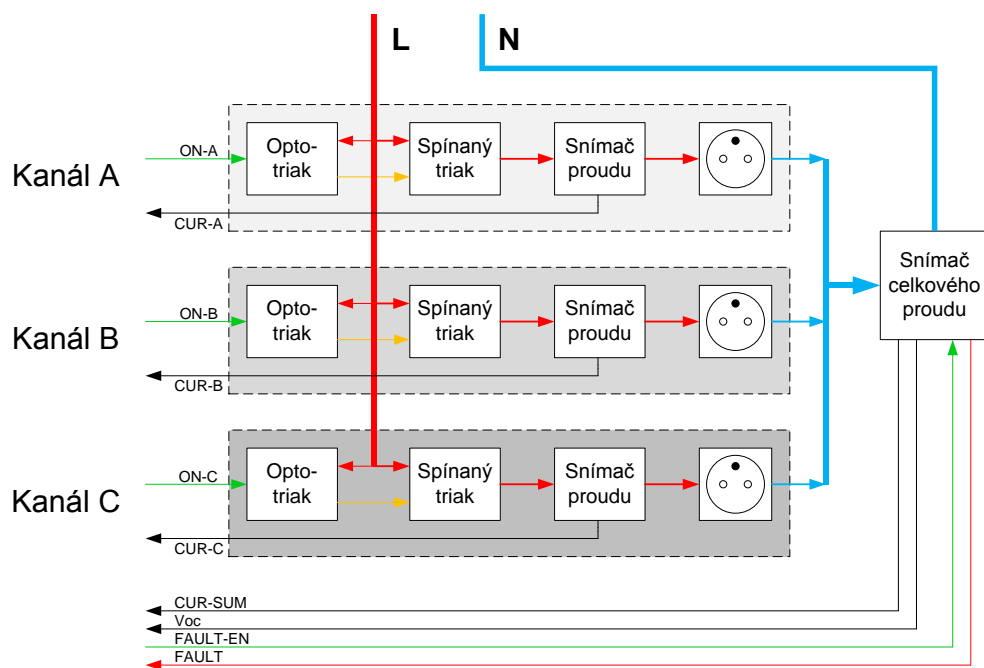 L
N
Kanál A
ON-A
Opto-
triak
Spínaný
triak
Snímač
proudu
CUR-A
Kanál B
ON-B
Opto-
triak
Spínaný
triak
Snímač
proudu
CUR-B
Snímač
celkového
proudu
Kanál C
ON-C
Opto-
triak
Spínaný
triak
Snímač
proudu
CUR-C
CUR-SUM
Voc
FAULT-EN
FAULT